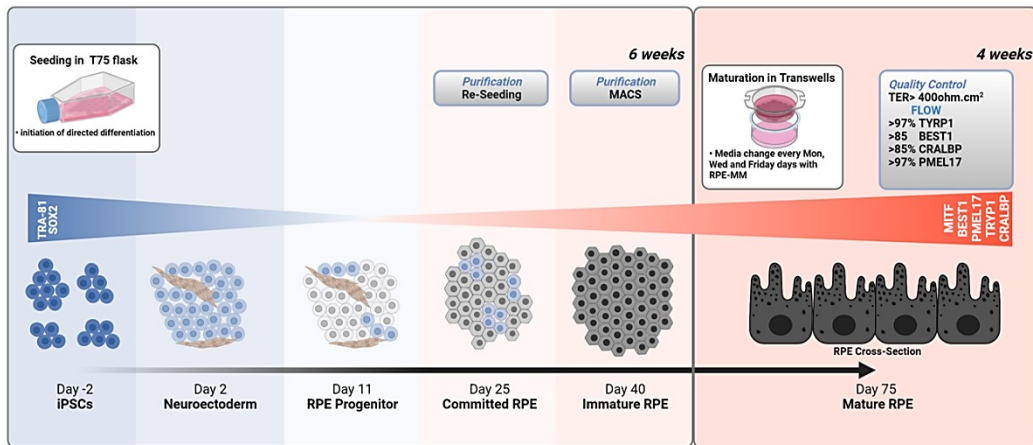 6 weeks
Seeding in T75 flask
• initiation of directed differentiation
Purification
Re-Seeding
Purification
MACS
4 weeks
Maturation in Transwells
• Media change every Mon,
Wed and Friday days with
RPE-MM
Quality Control
TER> 400ohm.cm²
FLOW
>97% TYRP1
>85 BEST1
>85% CRALBP
>97% PMEL17
TRA-81
SOX2
MITF
BEST1
PMEL17
TRYP1
CRALBP
RPE Cross-Section
Day -2
iPSCs
Day 2
Neuroectoderm
Day 11
RPE Progenitor
Day 25
Committed RPE
Day 40
Immature RPE
Day 75
Mature RPE